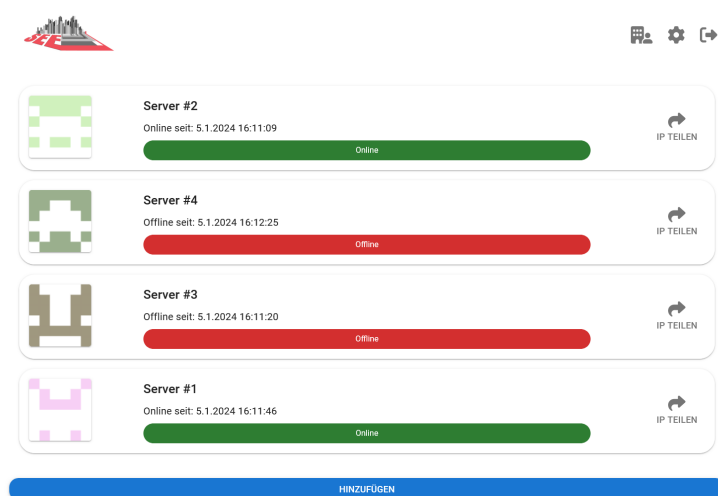 SEE
Server #2
Online seit: 5.1.2024 16:11:09
Online
IP TEILEN
Server #4
Offline seit: 5.1.2024 16:12:25
Offline
IP TEILEN
Server #3
Offline seit: 5.1.2024 16:11:20
Offline
IP TEILEN
Server #1
Online seit: 5.1.2024 16:11:46
Online
IP TEILEN
HINZUFÜGEN